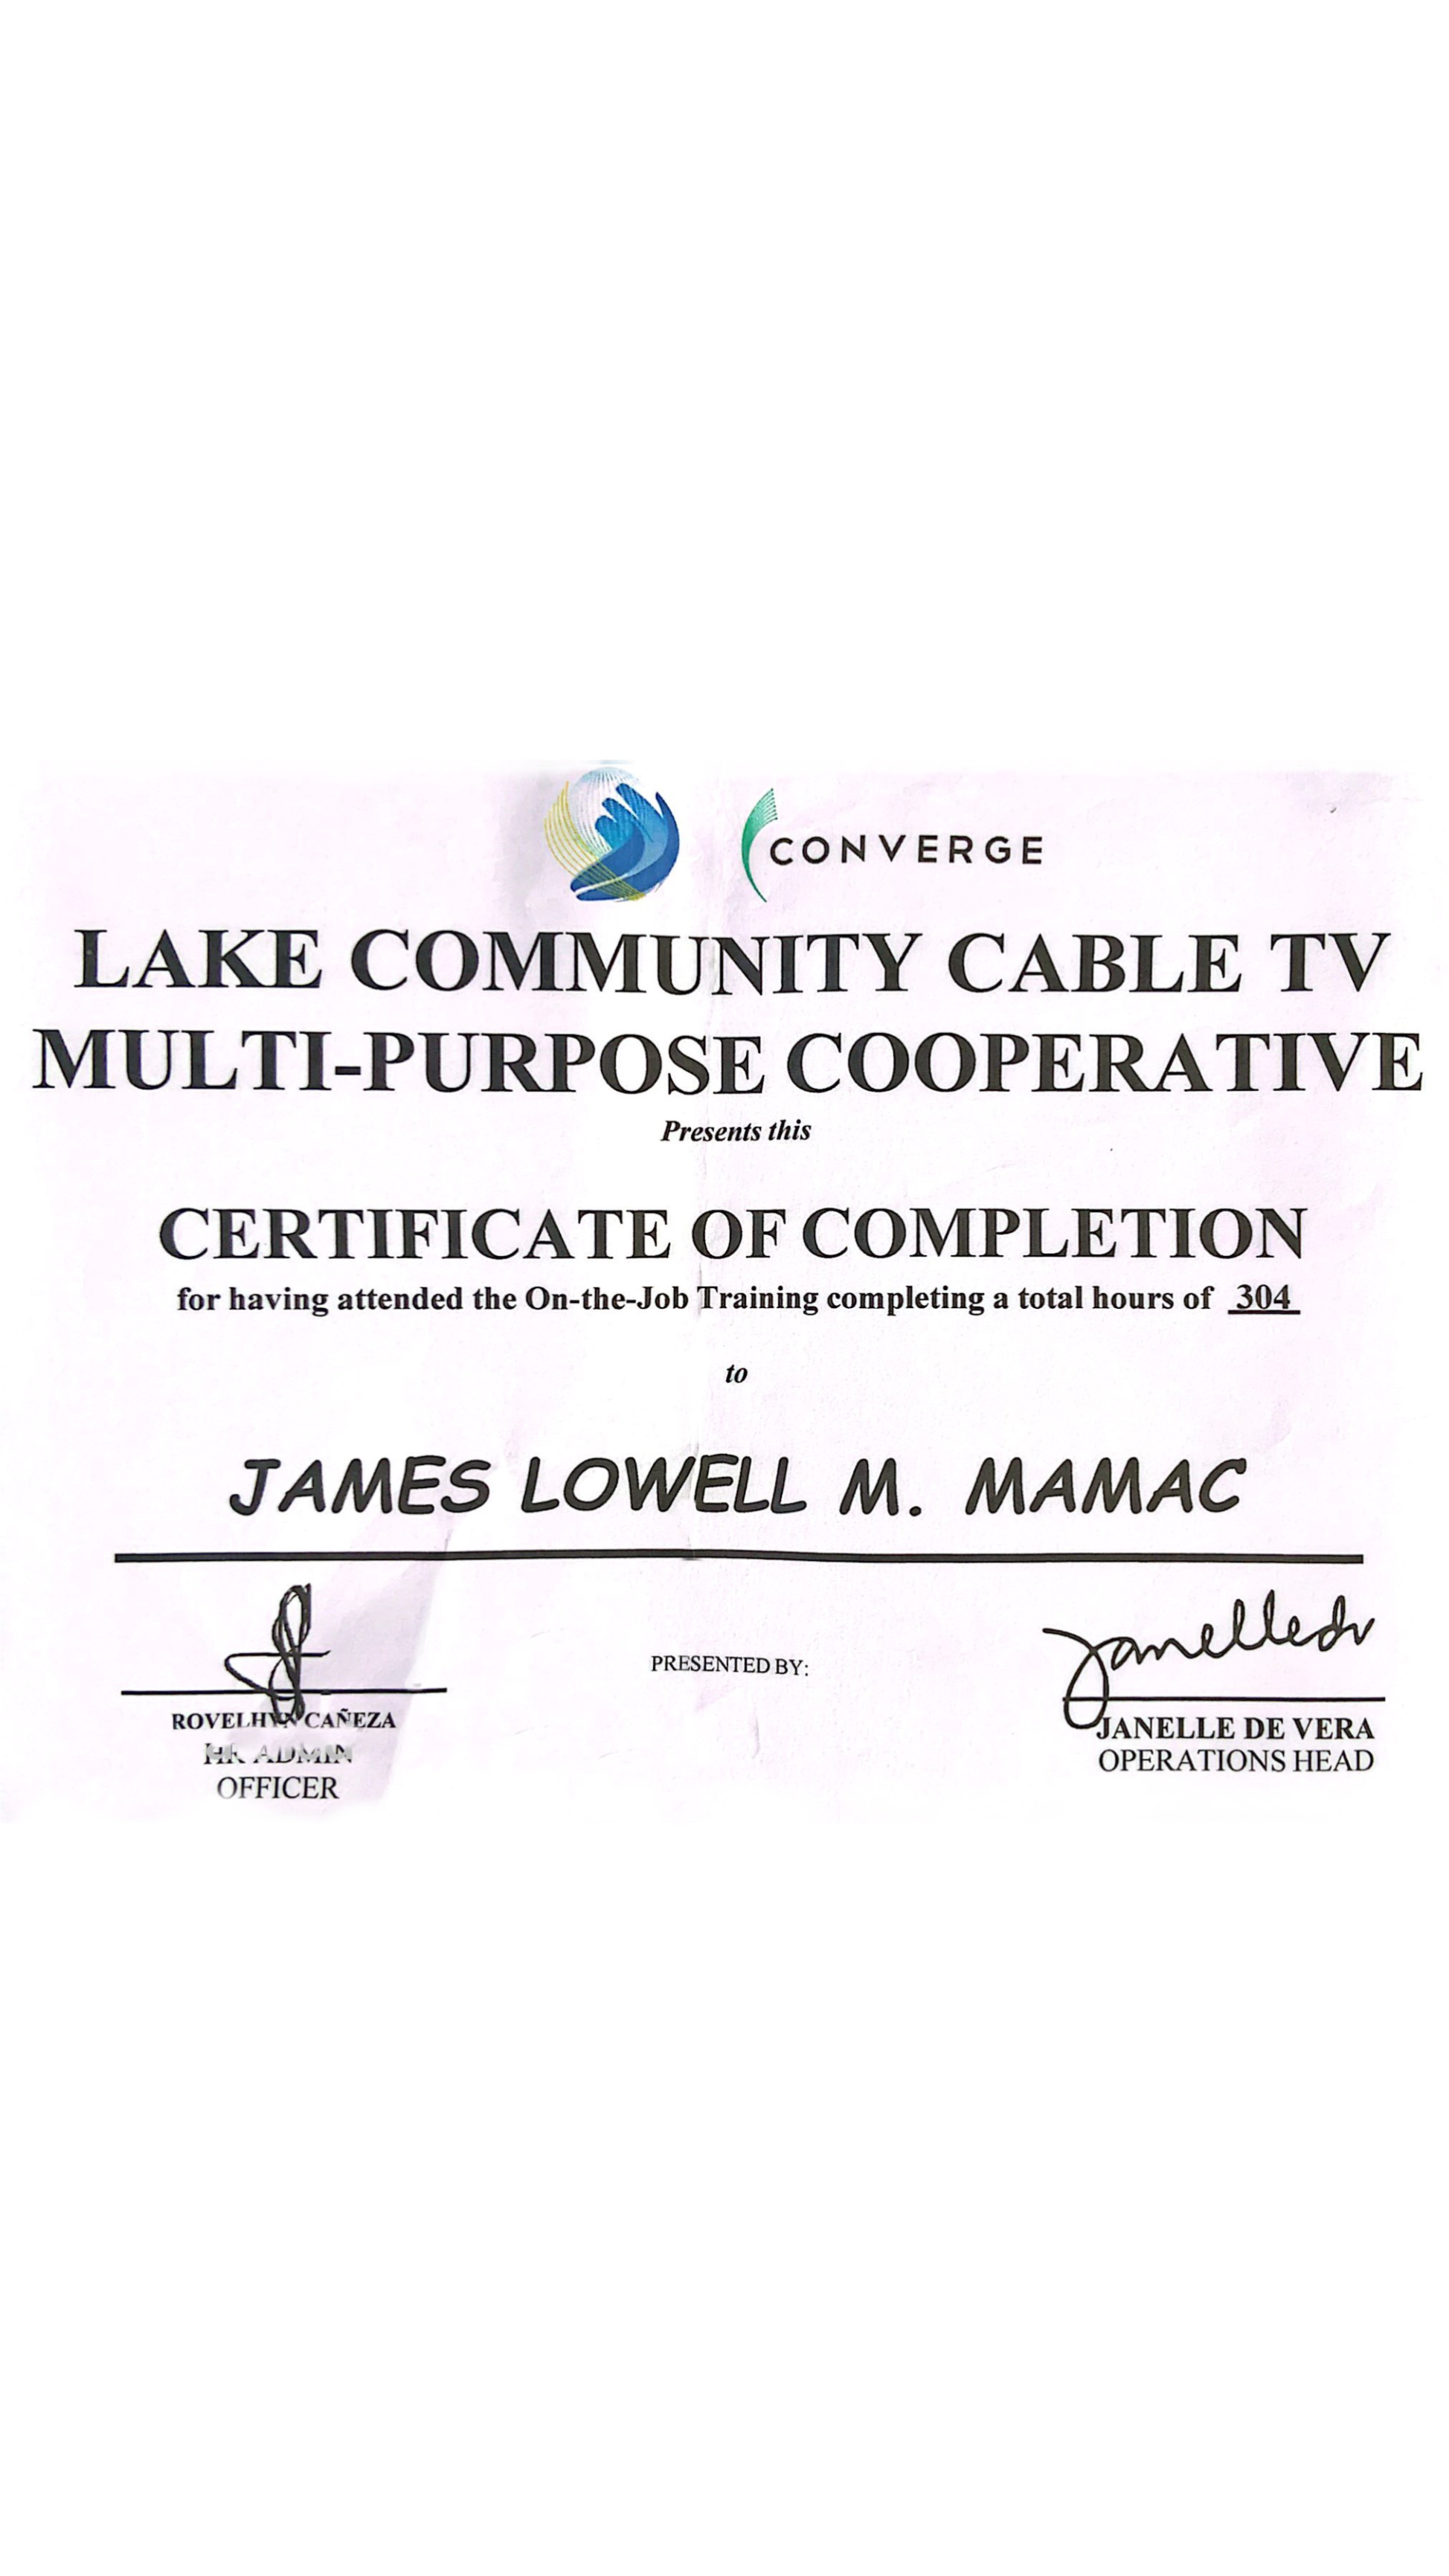 CONVERGE
LAKE COMMUNITY CABLE TV
MULTI-PURPOSE COOPERATIVE
Presents this
CERTIFICATE OF COMPLETION
for having attended the On-the-Job Training completing a total hours of 304
to
JAMES LOWELL M. MAMAC
janelledv
PRESENTED BY:
ROVELHYN CAÑEZA
HR ADMIN
OFFICER
JANELLE DE VERA
OPERATIONS HEAD